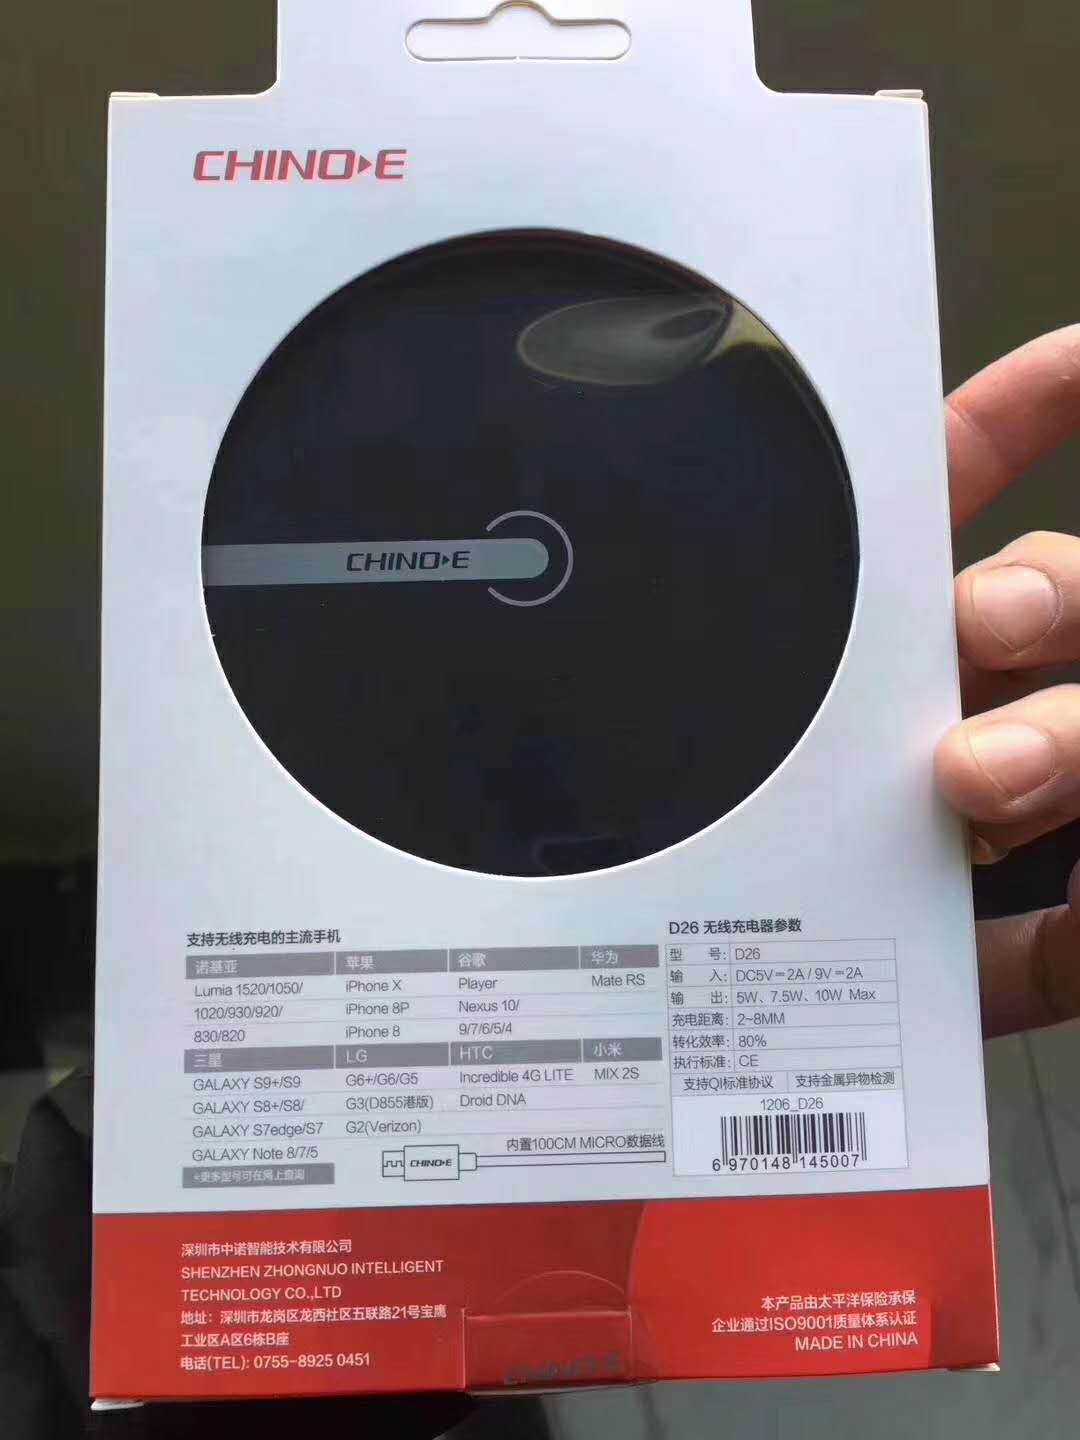 CHINO-E
CHINO-E
支持无线充电的主流手机
诺基亚 苹果 谷歌 华为
Lumia 1520/1050/ iPhone X Player Mate RS
1020/930/920/ iPhone 8P Nexus 10/
830/820 iPhone 8 9/7/6/5/4
三星 LG HTC 小米
GALAXY S9+/S9 G6+/G6/G5 Incredible 4G LITE MIX 2S
GALAXY S8+/S8/ G3(D855港版) Droid DNA
GALAXY S7edge/S7 G2(Verizon)
GALAXY Note 8/7/5
*更多型号可在网上查询
CHINO-E
内置100CM MICRO数据线
D26 无线充电器参数
型 号: D26
输 入: DC5V=2A / 9V=2A
输 出: 5W、7.5W、10W Max
充电距离: 2~8MM
转化效率: 80%
执行标准: CE
支持QI标准协议 支持金属异物检测
1206_D26
6 970148 145007
深圳市中诺智能技术有限公司
SHENZHEN ZHONGNUO INTELLIGENT
TECHNOLOGY CO.,LTD
地址: 深圳市龙岗区龙西社区五联路21号宝鹰
工业区A区6栋B座
电话(TEL): 0755-8925 0451
CHINO-E
本产品由太平洋保险承保
企业通过ISO9001质量体系认证
MADE IN CHINA